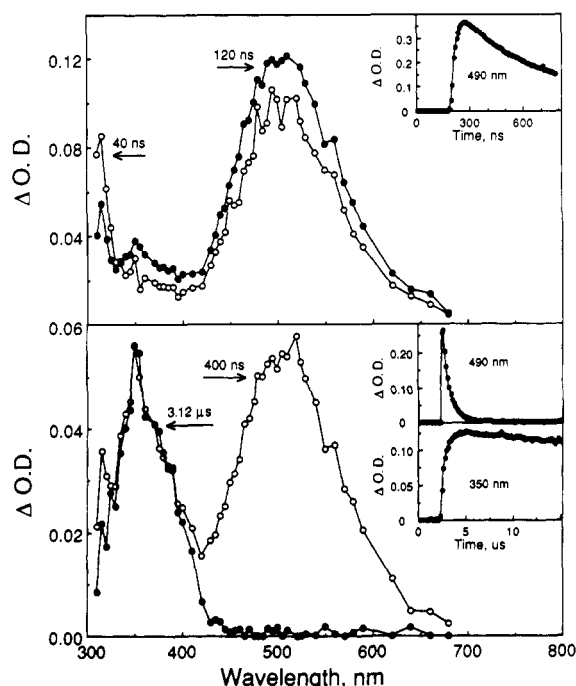 Δ O. D.
0.12
0.08
0.04
120 ns
40 ns
Δ O. D.
0.3
0.2
0.1
0
490 nm
0 300 600
Time, ns
Δ O.D.
0.06
0.04
0.02
0.00
400 ns
3.12 μs
Δ O.D.
0.20
0.10
0
490 nm
0.10
0.05
0
350 nm
0 5 10 15
Time, us
300 400 500 600 700 800
Wavelength, nm